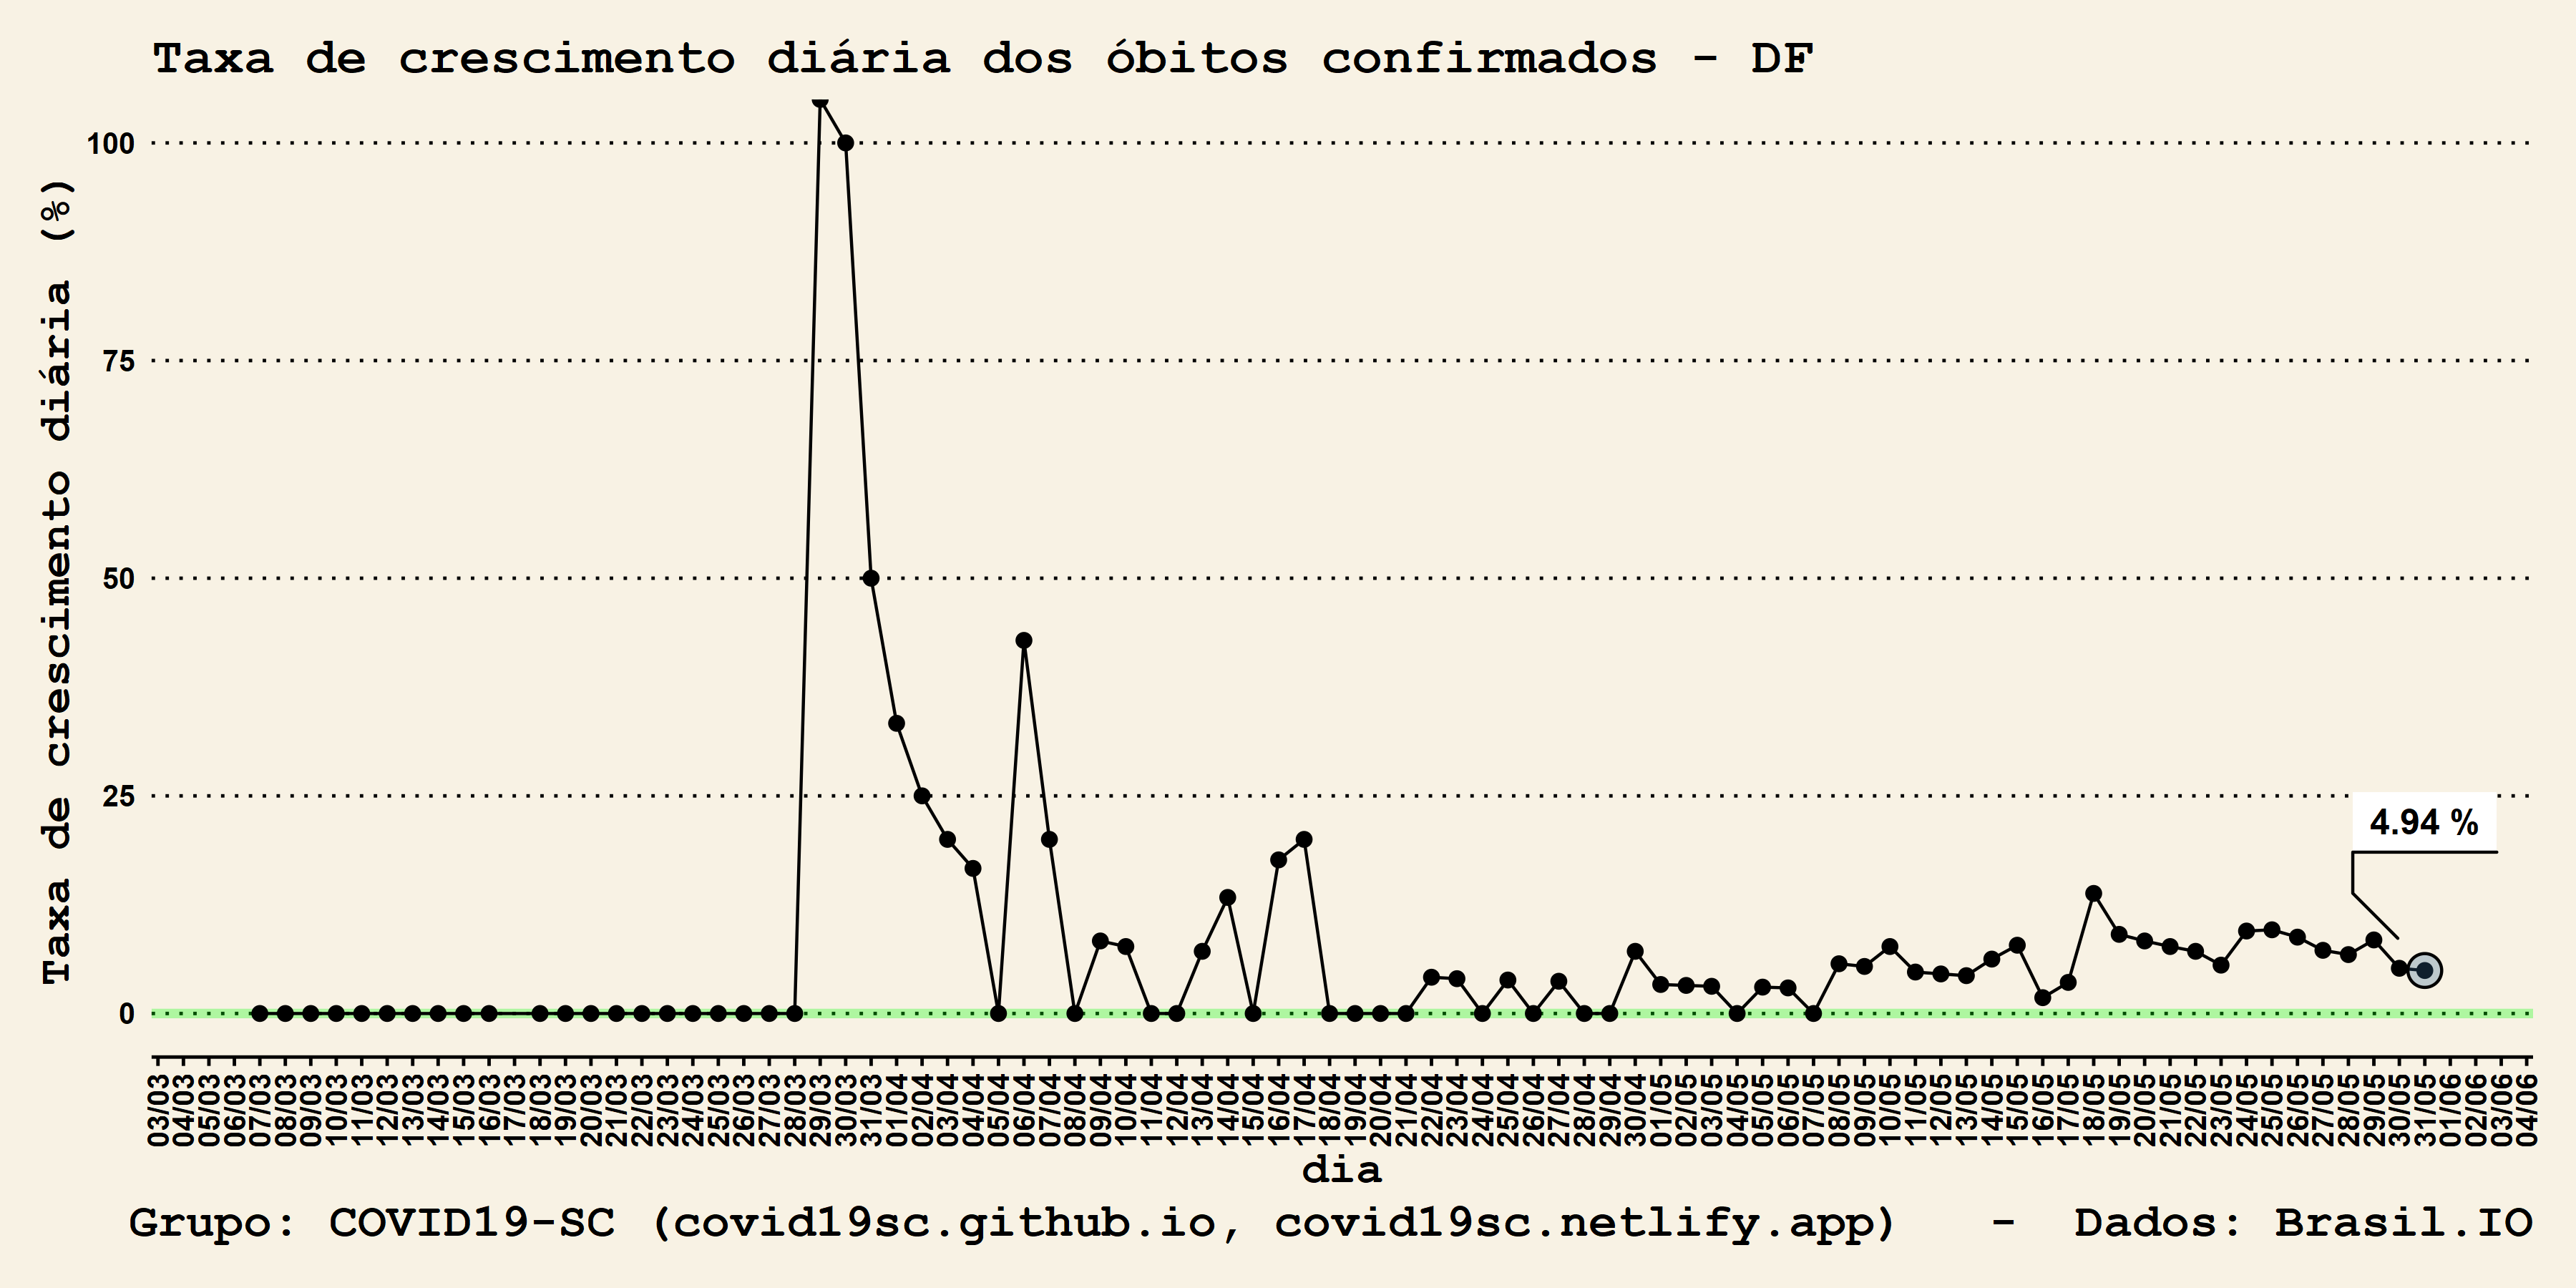 Taxa de crescimento diária dos óbitos confirmados - DF
Taxa de crescimento diária (%)
100
75
50
25
0
4.94 %
03/03 04/03 05/03 06/03 07/03 08/03 09/03 10/03 11/03 12/03 13/03 14/03 15/03 16/03 17/03 18/03 19/03 20/03 21/03 22/03 23/03 24/03 25/03 26/03 27/03 28/03 29/03 30/03 31/03 01/04 02/04 03/04 04/04 05/04 06/04 07/04 08/04 09/04 10/04 11/04 12/04 13/04 14/04 15/04 16/04 17/04 18/04 19/04 20/04 21/04 22/04 23/04 24/04 25/04 26/04 27/04 28/04 29/04 30/04 01/05 02/05 03/05 04/05 05/05 06/05 07/05 08/05 09/05 10/05 11/05 12/05 13/05 14/05 15/05 16/05 17/05 18/05 19/05 20/05 21/05 22/05 23/05 24/05 25/05 26/05 27/05 28/05 29/05 30/05 31/05 01/06 02/06 03/06 04/06
dia
Grupo: COVID19-SC (covid19sc.github.io, covid19sc.netlify.app) - Dados: Brasil.IO